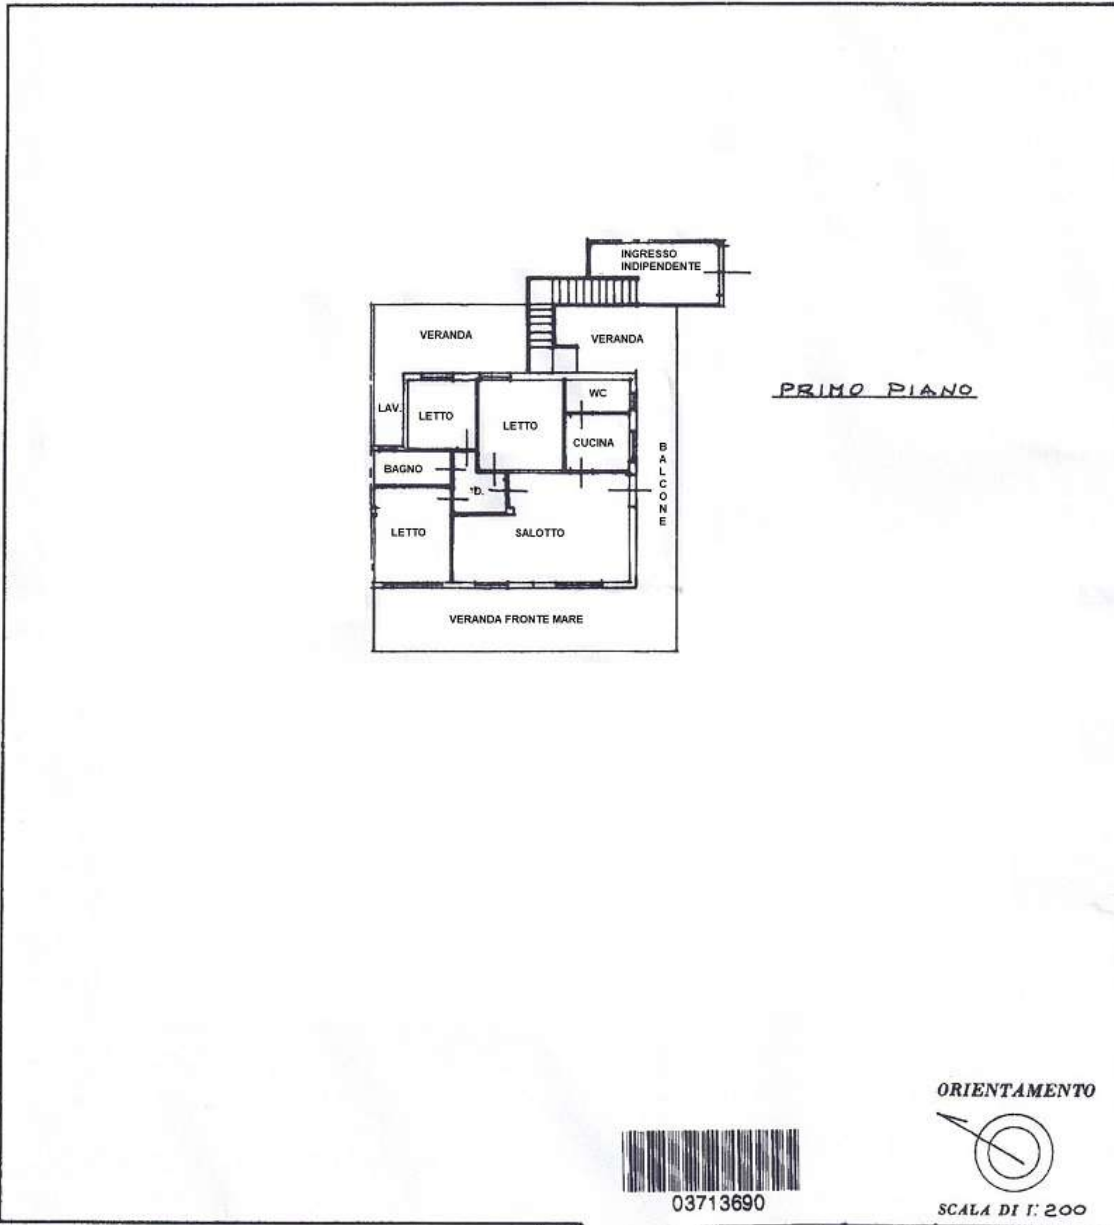 INGRESSO
INDIPENDENTE
VERANDA
VERANDA
PRIMO PIANO
LAV.
LETTO
LETTO
WC
CUCINA
BALCONE
BAGNO
D.
LETTO
SALOTTO
VERANDA FRONTE MARE
ORIENTAMENTO
03713690
SCALA DI 1: 200